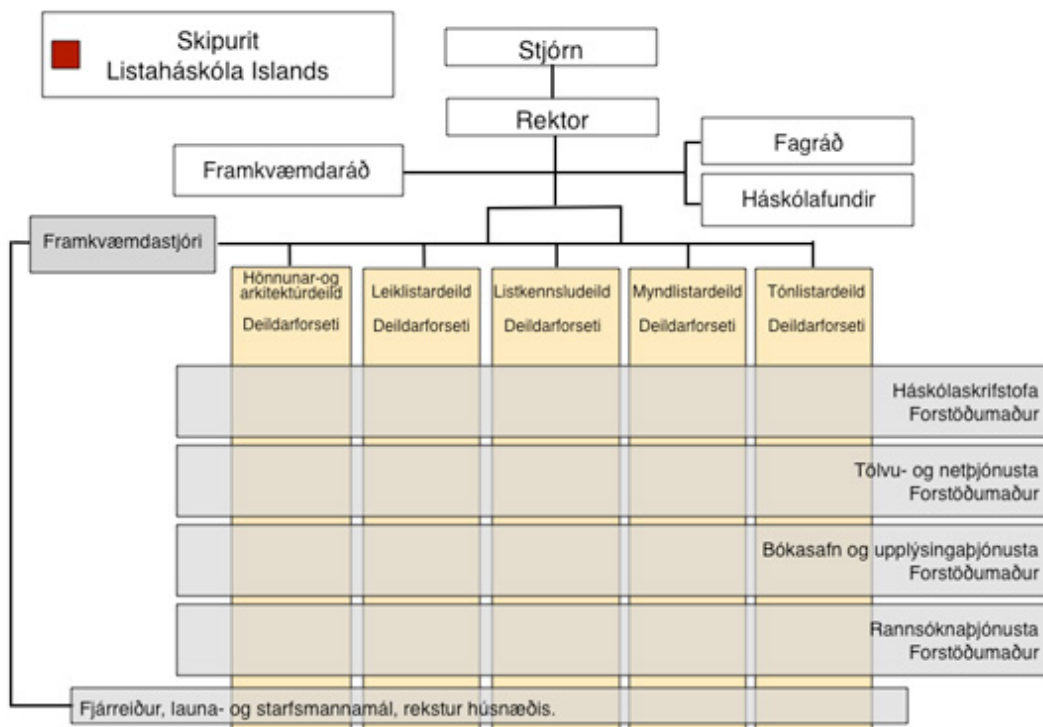 Skipurit
Listaháskóla Islands
Stjórn
Rektor
Framkvæmdaráð
Fagráð
Háskólafundir
Framkvæmdastjóri
Hönnunar-og
arkitektúrdeild
Deildarforseti
Leiklistardeild
Deildarforseti
Listkennsludeild
Deildarforseti
Myndlistardeild
Deildarforseti
Tónlistardeild
Deildarforseti
Háskólaskrifstofa
Forstöðumaður
Tölvu- og netþjónusta
Forstöðumaður
Bókasafn og upplýsingaþjónusta
Forstöðumaður
Rannsóknaþjónusta
Forstöðumaður
Fjárreiður, launa- og starfsmannamál, rekstur húsnæðis.